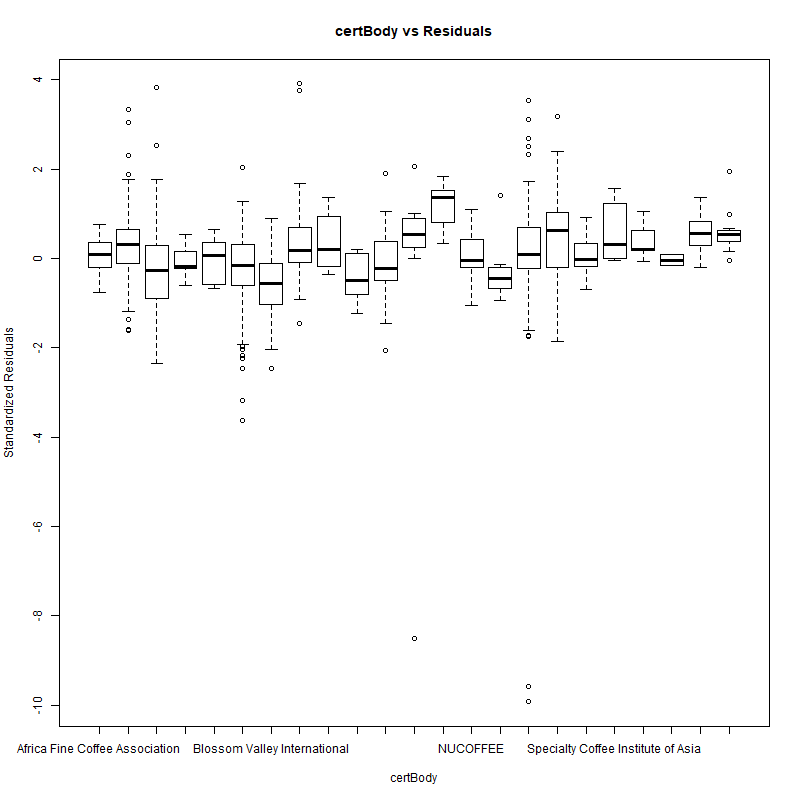 certBody vs Residuals
4
2
0
-2
-4
-6
-8
-10
Standardized Residuals
Africa Fine Coffee Association Blossom Valley International NUCOFFEE Specialty Coffee Institute of Asia
certBody